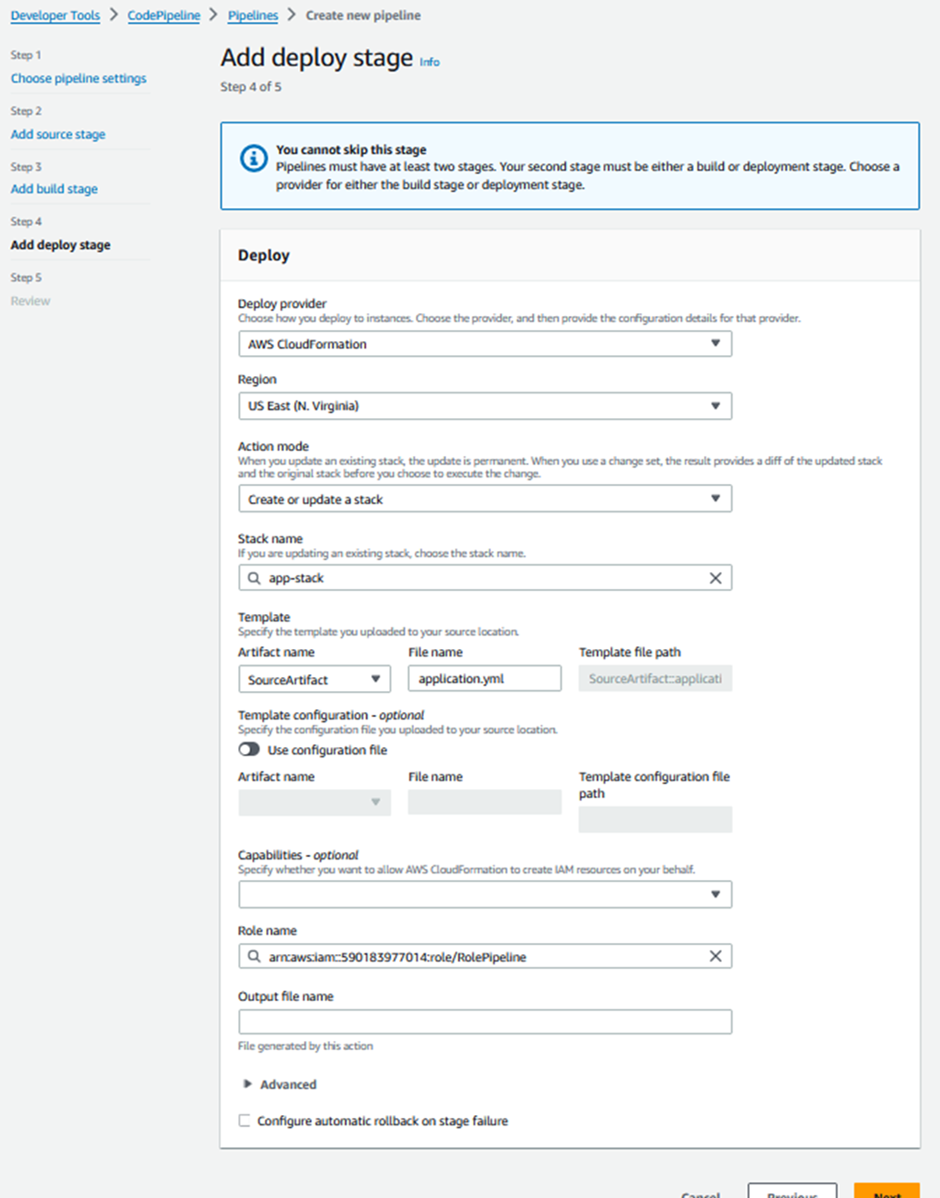 Developer Tools > CodePipeline > Pipelines > Create new pipeline
Step 1
Choose pipeline settings
Step 2
Add source stage
Step 3
Add build stage
Step 4
Add deploy stage
Step 5
Review
Add deploy stage Info
Step 4 of 5
You cannot skip this stage
Pipelines must have at least two stages. Your second stage must be either a build or deployment stage. Choose a
provider for either the build stage or deployment stage.
Deploy
Deploy provider
Choose how you deploy to instances. Choose the provider, and then provide the configuration details for that provider.
AWS CloudFormation
Region
US East (N. Virginia)
Action mode
When you update an existing stack, the update is permanent. When you use a change set, the result provides a diff of the updated stack
and the original stack before you choose to execute the change.
Create or update a stack
Stack name
If you are updating an existing stack, choose the stack name.
app-stack
Template
Specify the template you uploaded to your source location.
Artifact name File name Template file path
SourceArtifact application.yml SourceArtifact::applicati
Template configuration - optional
Specify the configuration file you uploaded to your source location.
Use configuration file
Artifact name File name Template configuration file
path
Capabilities - optional
Specify whether you want to allow AWS CloudFormation to create IAM resources on your behalf.
Role name
arn:aws:iam::590183977014:role/RolePipeline
Output file name
File generated by this action
Advanced
Configure automatic rollback on stage failure
Cancel Previous Next